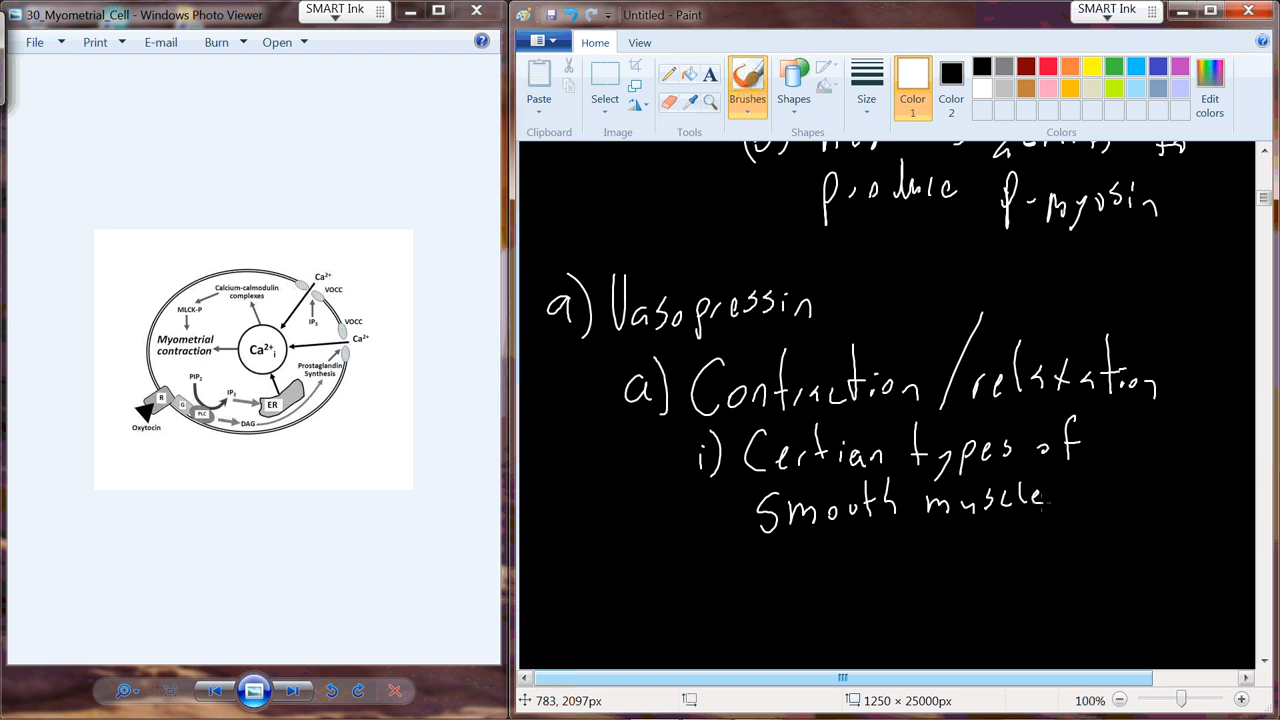 30_Myometrial_Cell - Windows Photo Viewer
SMART Ink
File Print E-mail Burn Open
Ca2+
VOCC
Calcium-calmodulin
complexes
MLCK-P
IP3
VOCC
Myometrial
contraction
Ca2+i
Ca2+
Prostaglandin
Synthesis
PIP2
IP3
R
G
PLC
ER
DAG
Oxytocin
Untitled - Paint
SMART Ink
Home View
Paste
Select
Brushes
Shapes
Size
Color
1
Color
2
Edit
colors
Clipboard Image Tools Shapes Colors
produce P-myosin
a) Vasopressin
a) Contraction/relaxation
i) Certian types of
Smooth muscle
783, 2097px
1250 × 25000px
100%